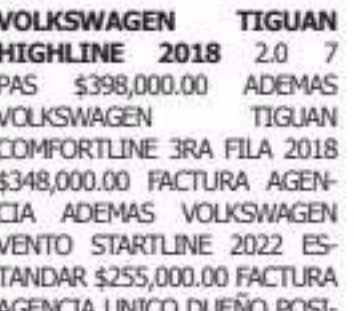 VOLKSWAGEN TIGUAN
HIGHLINE 2018 2.0 7
PAS $398,000.00 ADEMAS
VOLKSWAGEN TIGUAN
COMFORTLINE 3RA FILA 2018
$348,000.00 FACTURA AGEN-
CIA ADEMAS VOLKSWAGEN
VENTO STARTLINE 2022 ES-
TANDAR $255,000.00 FACTURA
AGENCIA UNICO DUEÑO POSI-